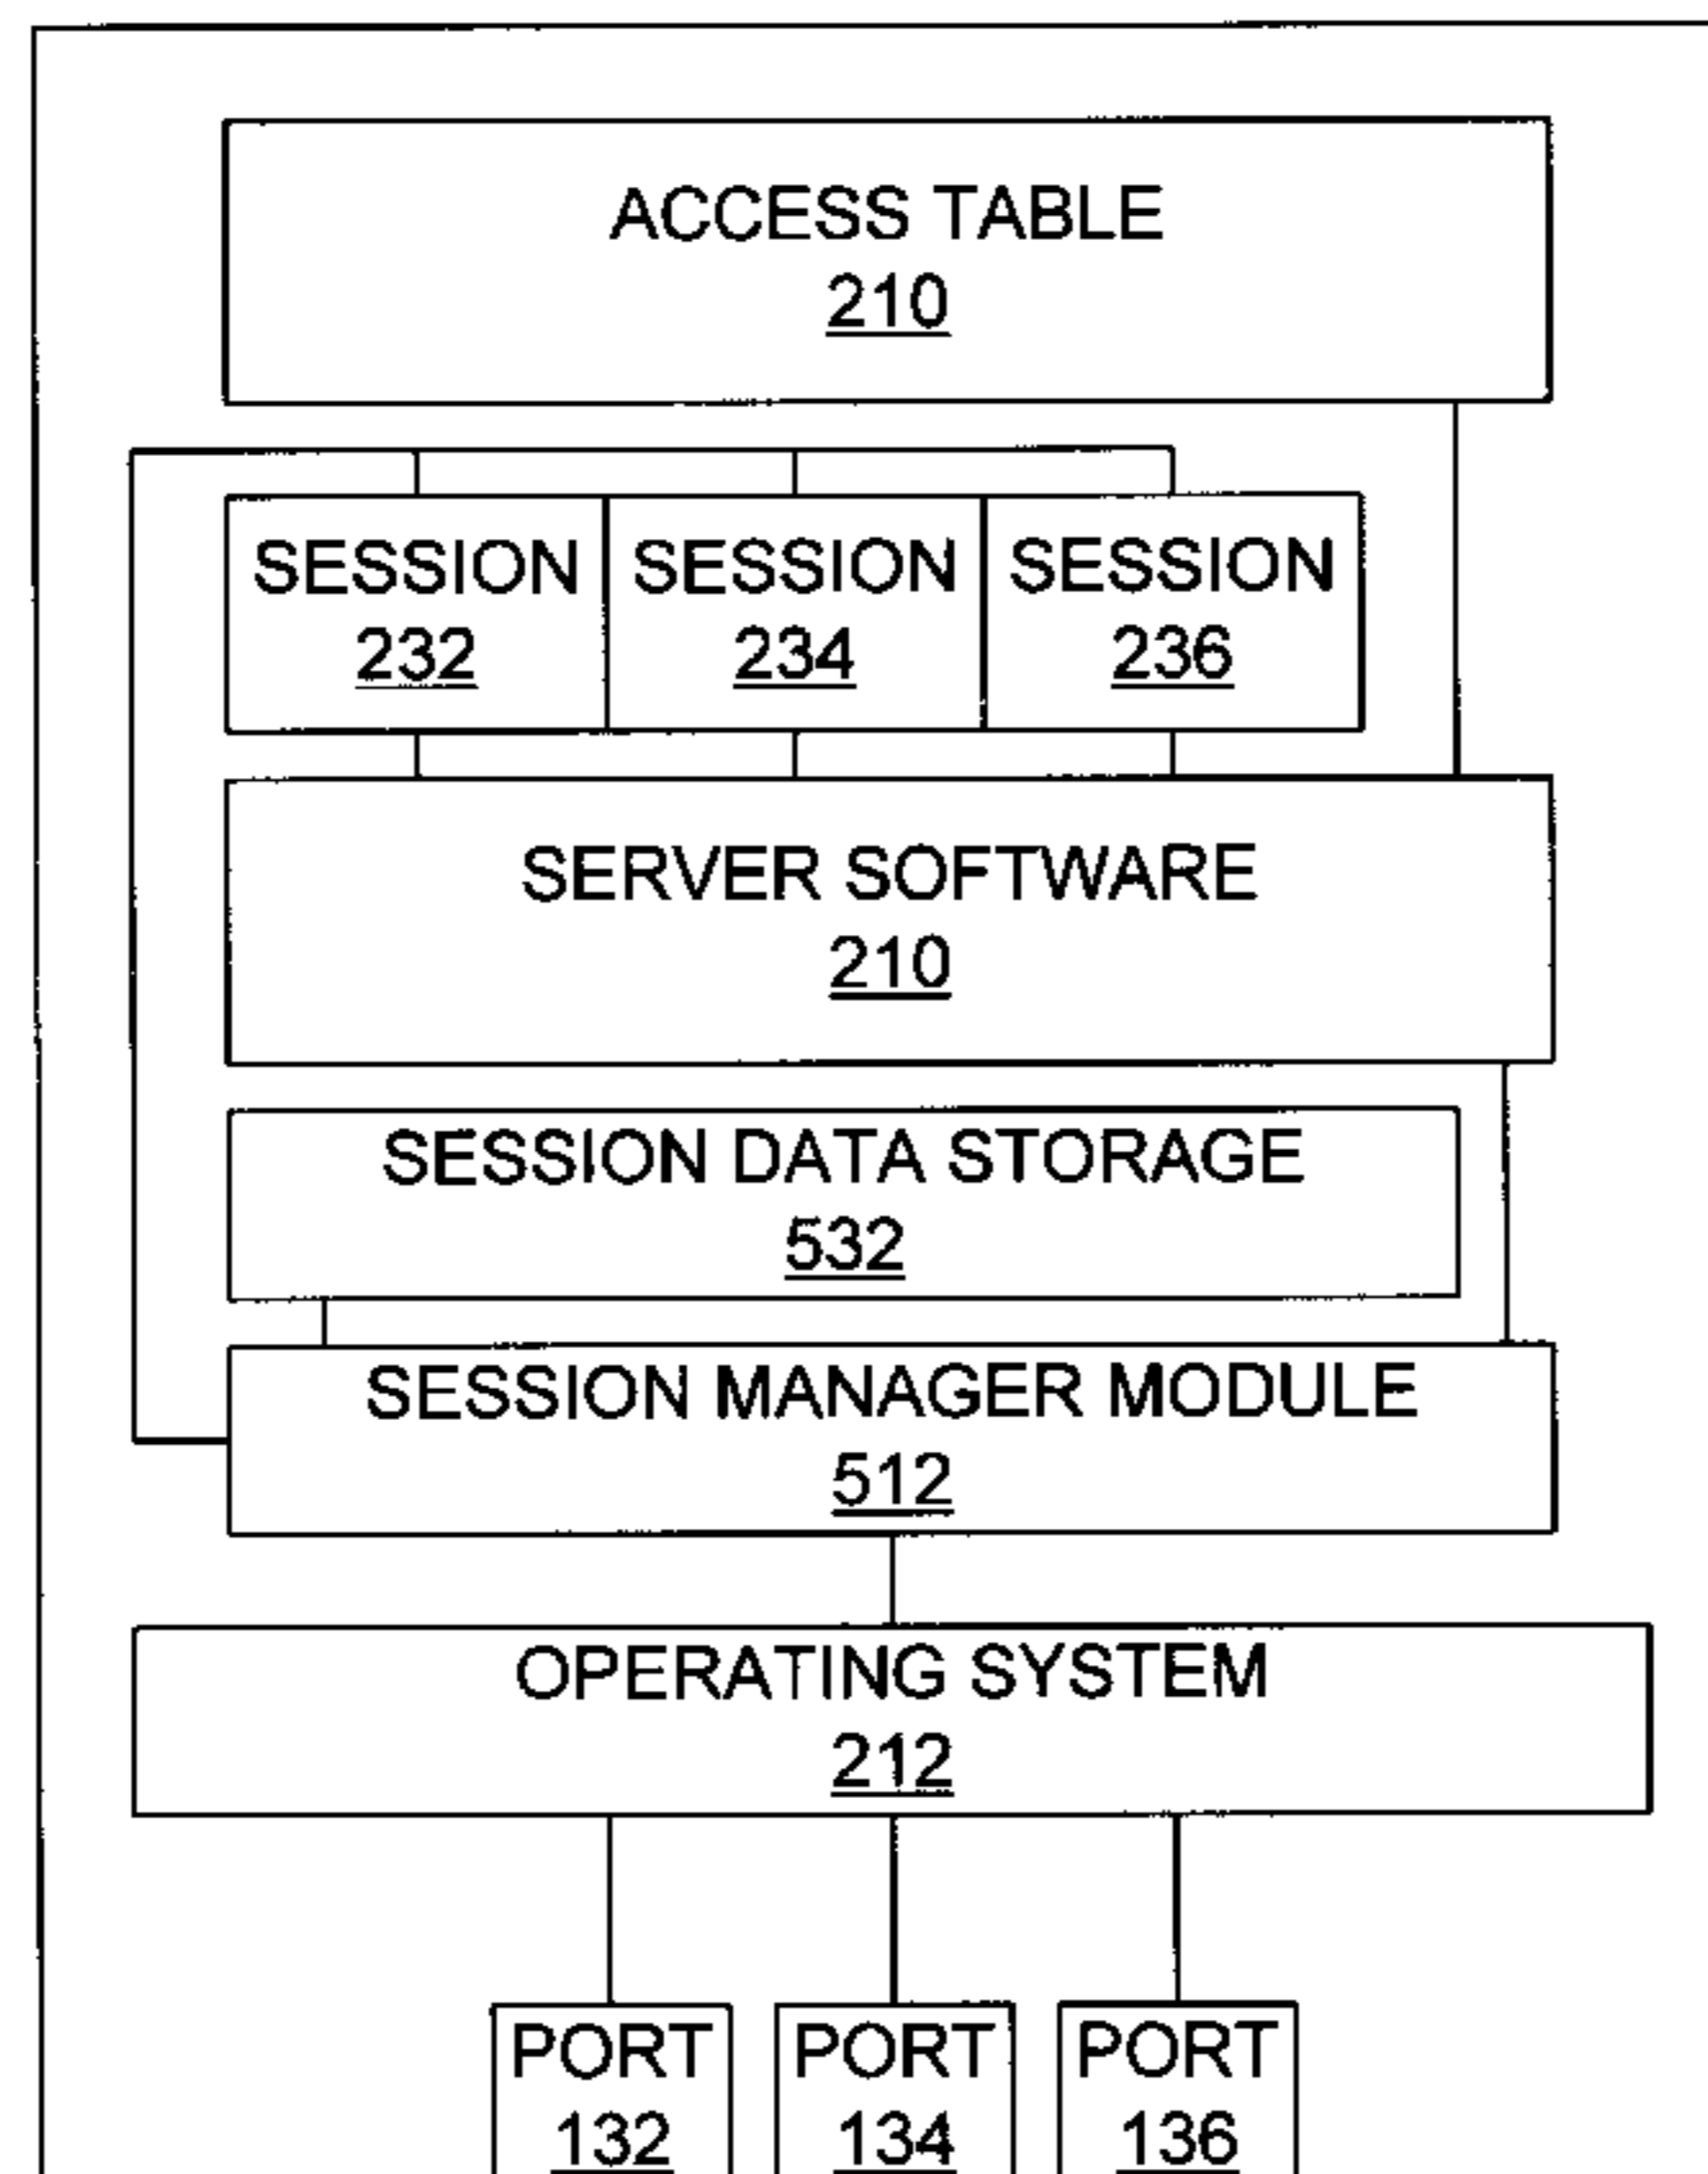 ACCESS TABLE
210
SESSION SESSION SESSION
232 234 236
SERVER SOFTWARE
210
SESSION DATA STORAGE
532
SESSION MANAGER MODULE
512
OPERATING SYSTEM
212
PORT PORT PORT
132 134 136